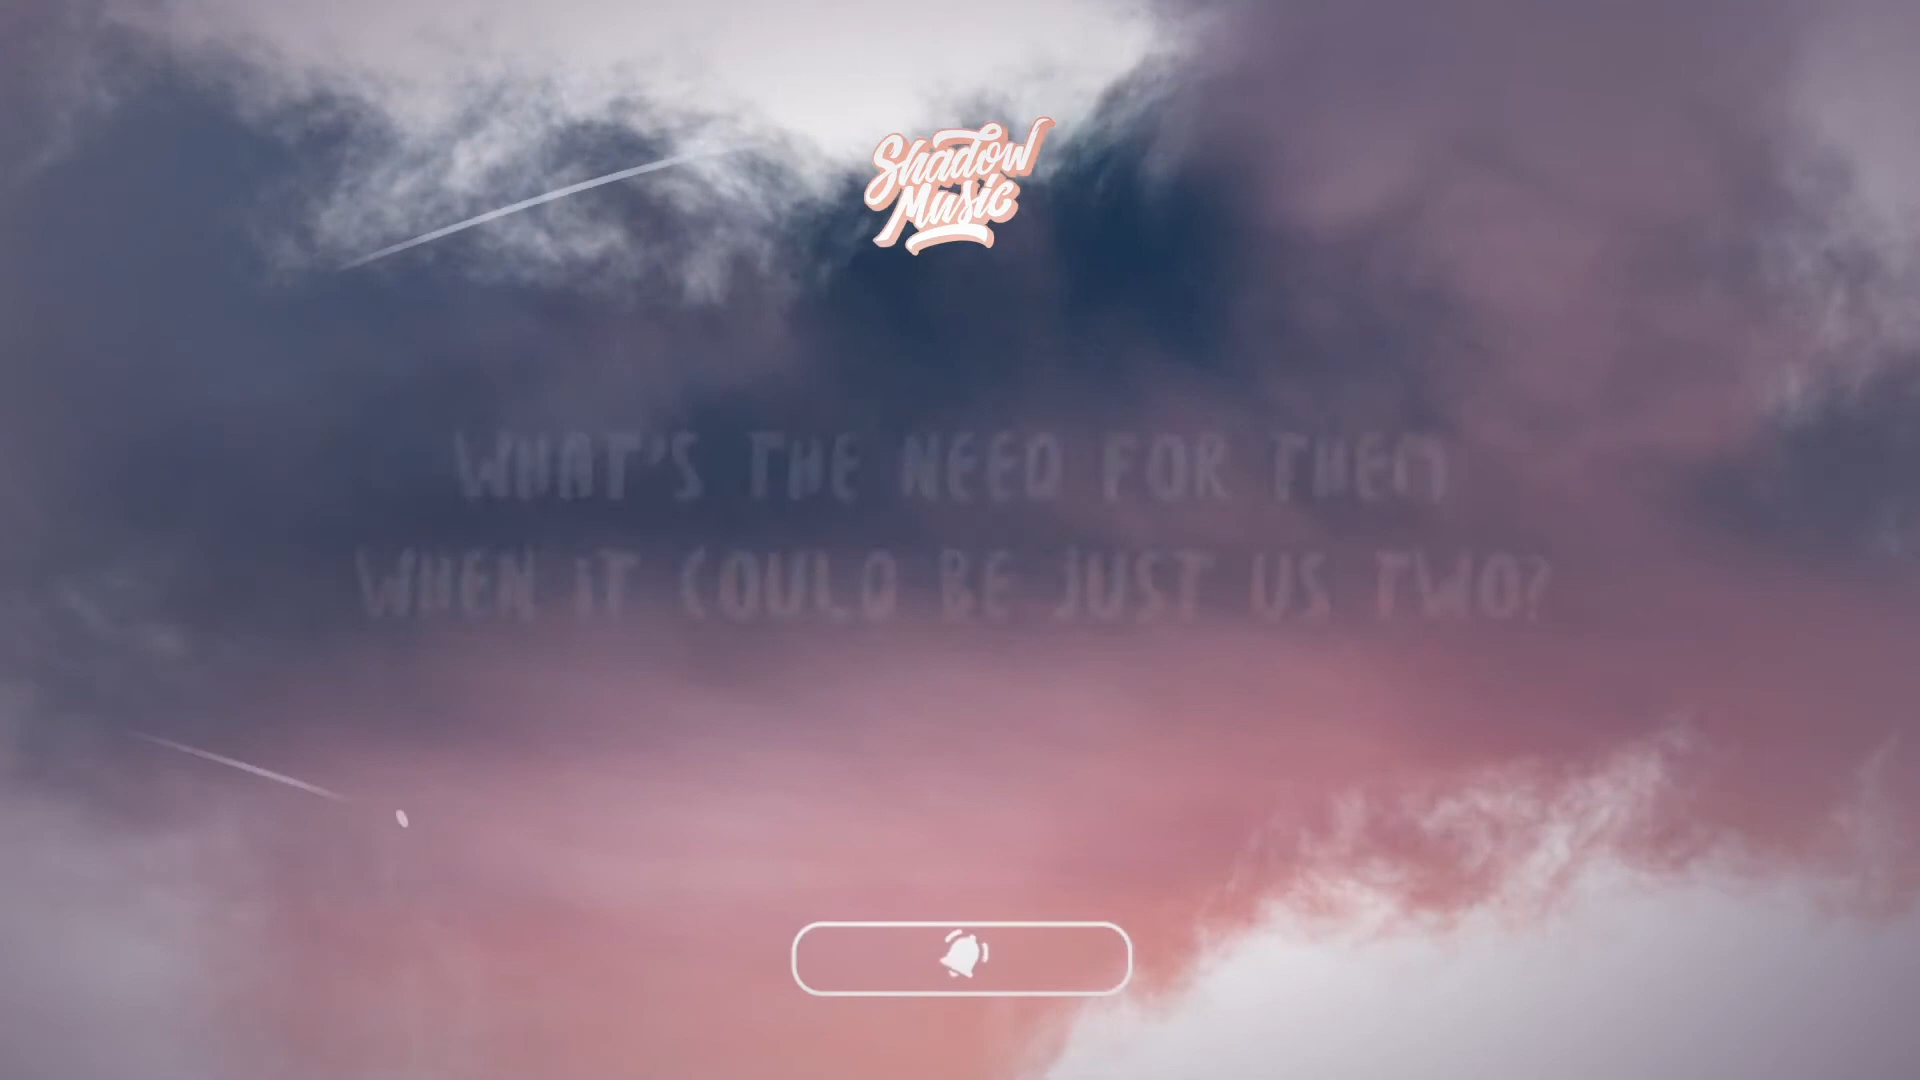 Shadow
Music
WHAT'S THE NEED FOR THEM
WHEN iT COULD BE JUST US TWO?